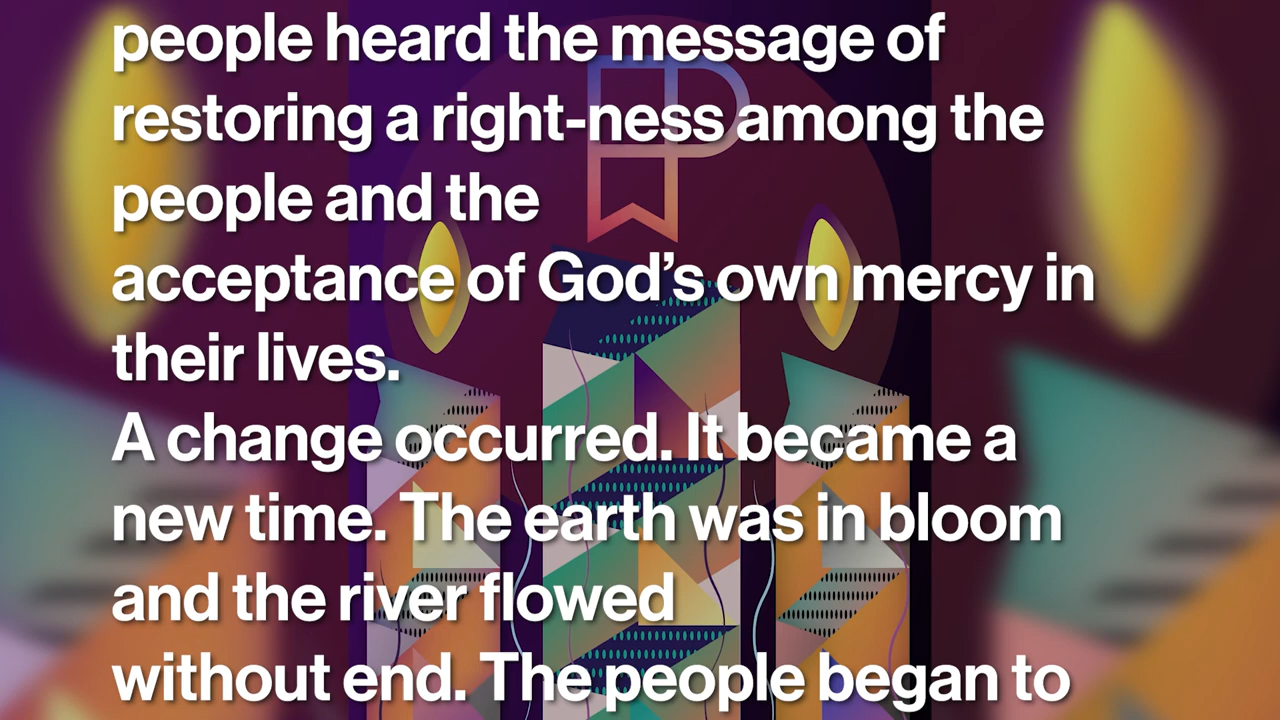 people heard the message of
restoring a right-ness among the
people and the
acceptance of God’s own mercy in
their lives.
A change occurred. It became a
new time. The earth was in bloom
and the river flowed
without end. The people began to